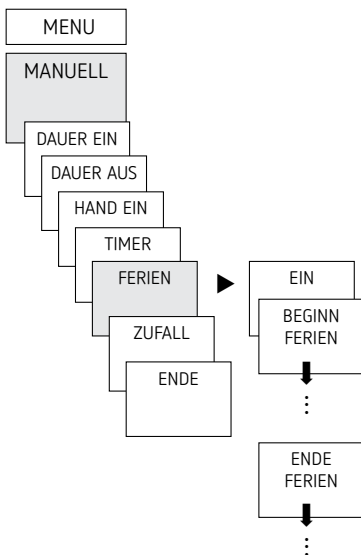 MENU
MANUELL
DAUER EIN
DAUER AUS
HAND EIN
TIMER
FERIEN
ZUFALL
ENDE
EIN
BEGINN
FERIEN
ENDE
FERIEN